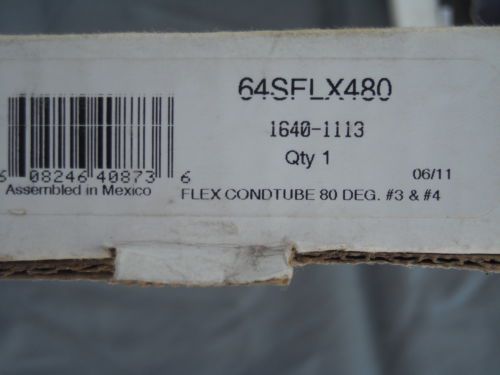 64SFLX480
1640-1113
Qty 1
06/11
6 08246 40873 6
Assembled in Mexico
FLEX CONDTUBE 80 DEG. #3 & #4